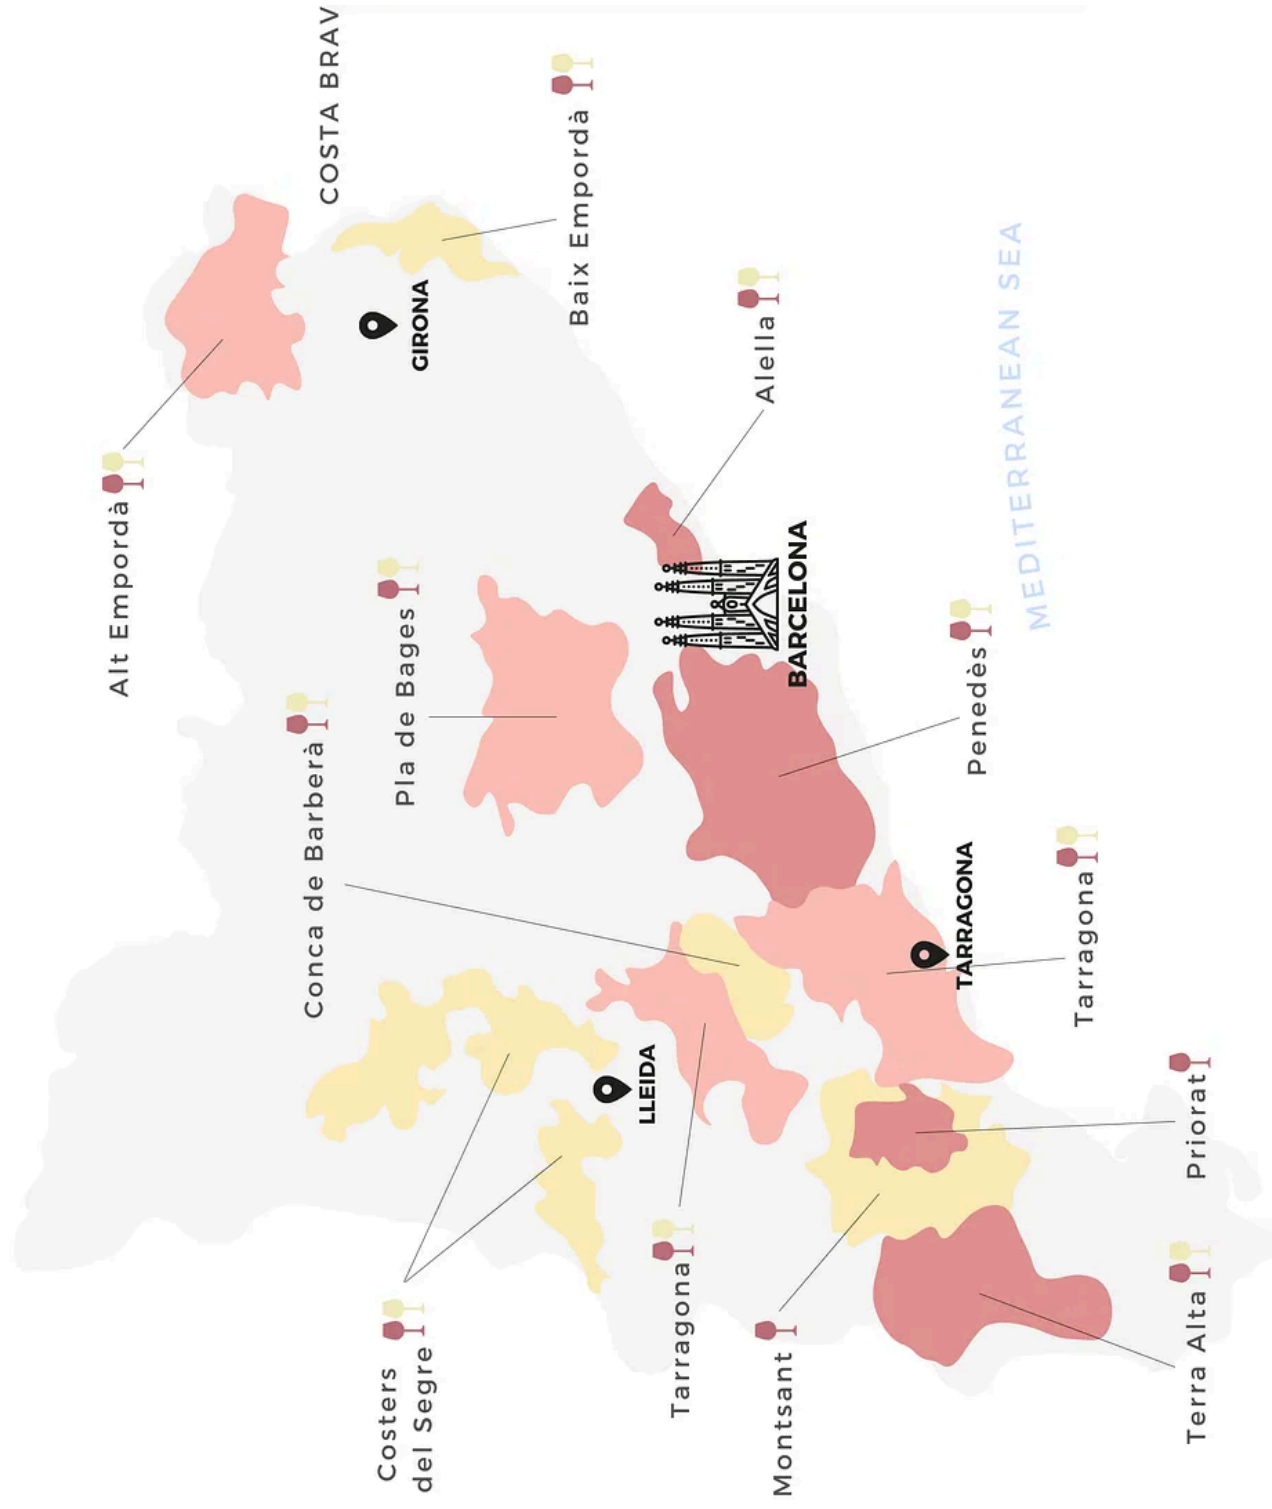 COSTA BRAV
Alt Empordà
Baix Empordà
GIRONA
Alella
MEDITERRANEAN SEA
Pla de Bages
BARCELONA
Conca de Barberà
Penedès
TARRAGONA
Tarragona
LLEIDA
Priorat
Costers
del Segre
Tarragona
Montsant
Terra Alta